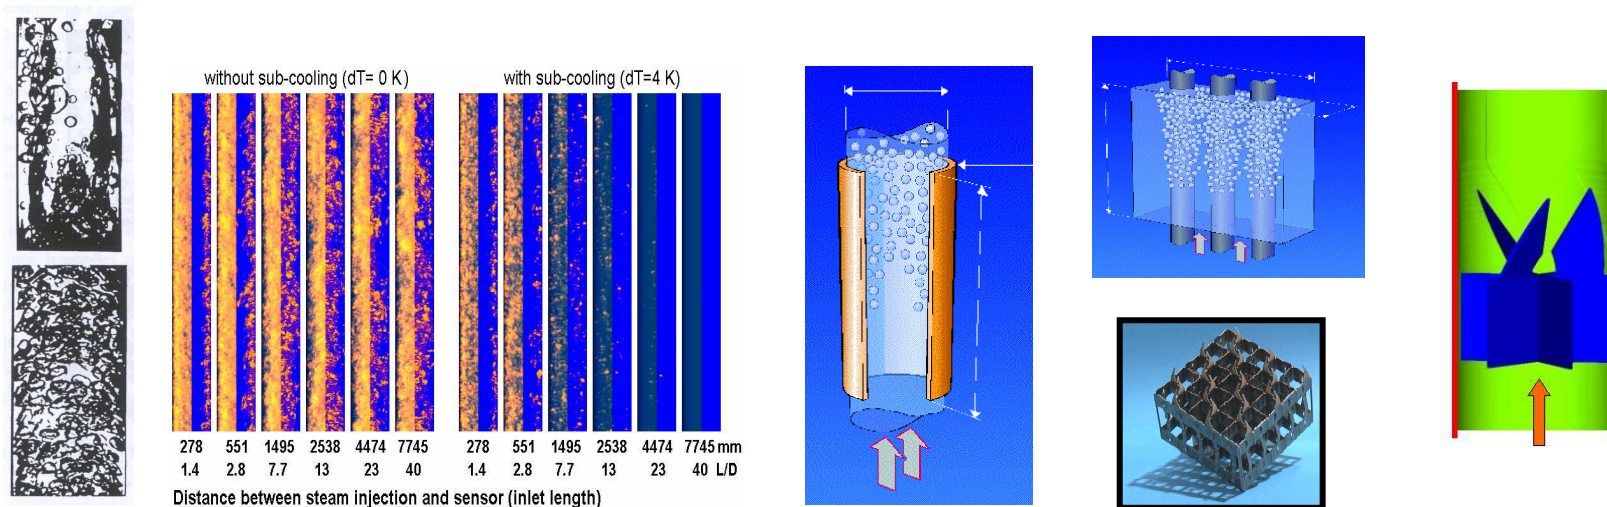 without sub-cooling (dT= 0 K)
with sub-cooling (dT=4 K)
278 551 1495 2538 4474 7745 278 551 1495 2538 4474 7745 mm
1.4 2.8 7.7 13 23 40 1.4 2.8 7.7 13 23 40 L/D
Distance between steam injection and sensor (inlet length)